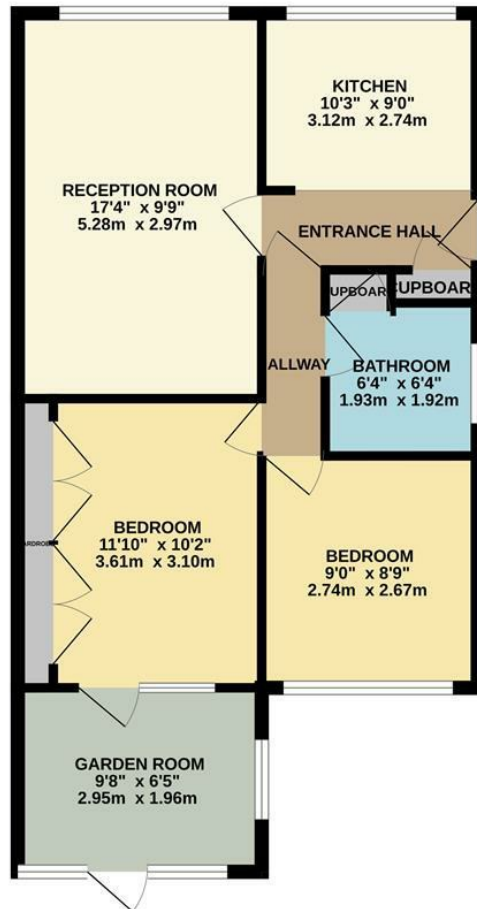 KITCHEN
10'3" x 9'0"
3.12m x 2.74m
RECEPTION ROOM
17'4" x 9'9"
5.28m x 2.97m
ENTRANCE HALL
UPBOAR
CUPBOAR
ALLWAY
BATHROOM
6'4" x 6'4"
1.93m x 1.92m
BEDROOM
11'10" x 10'2"
3.61m x 3.10m
ARDROBE
BEDROOM
9'0" x 8'9"
2.74m x 2.67m
GARDEN ROOM
9'8" x 6'5"
2.95m x 1.96m